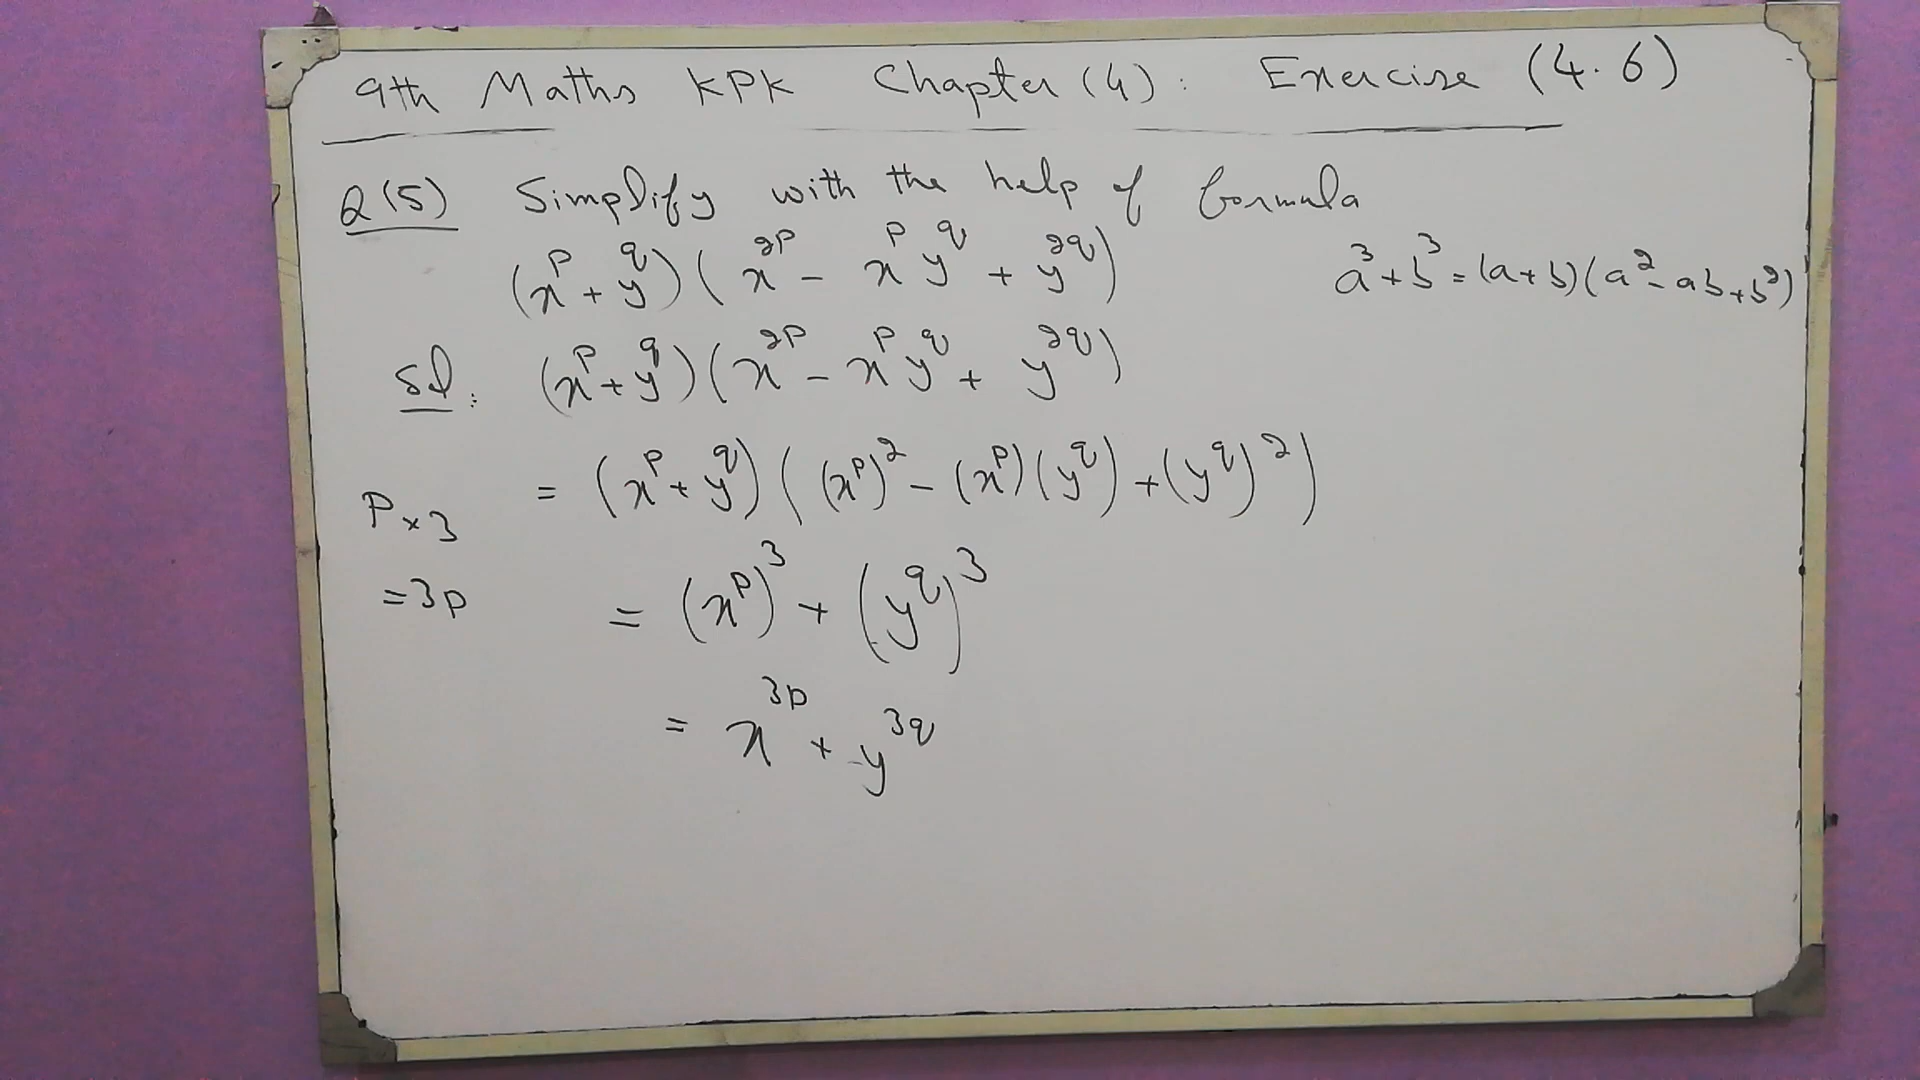 9th Maths KPK Chapter (4): Exercise (4.6)
Q(5) Simplify with the help of formula
(x^p + y^q)(x^2p - x^p y^q + y^2q)
a^3 + b^3 = (a + b)(a^2 - ab + b^2)
Sol: (x^p + y^q)(x^2p - x^p y^q + y^2q)
= (x^p + y^q)((x^p)^2 - (x^p)(y^q) + (y^q)^2)
P × 3
= (x^p)^3 + (y^q)^3
= 3p
= x^3p + y^3q